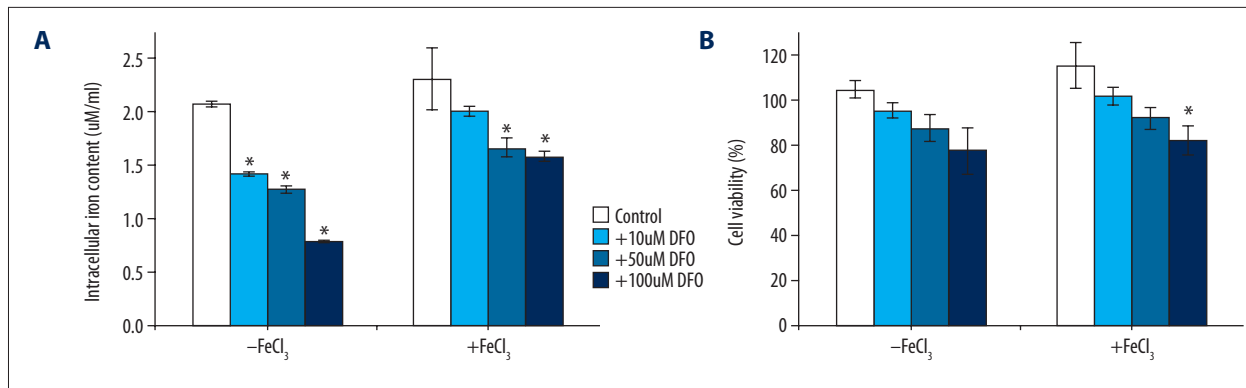 A
Intracellular iron content (uM/ml)
2.5
2.0
1.5
1.0
0.5
0.0
*
*
*
*
*
−FeCl₃
+FeCl₃
Control
+10uM DFO
+50uM DFO
+100uM DFO
B
Cell viability (%)
120
100
80
60
40
20
0
*
−FeCl₃
+FeCl₃